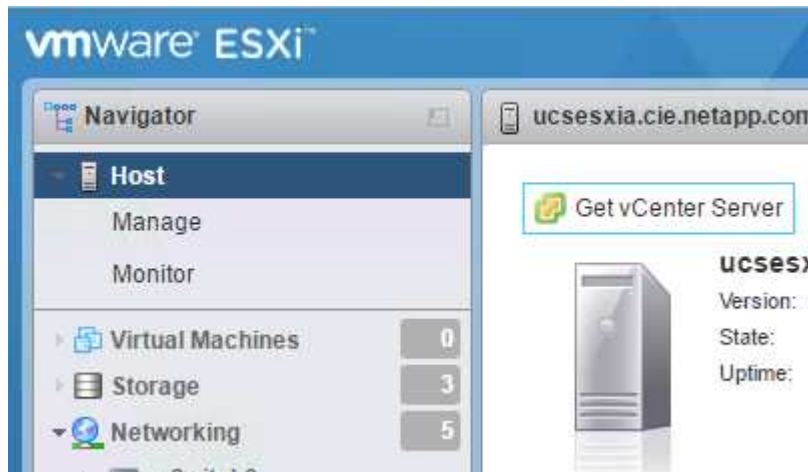 vmware ESXi™
Navigator
ucsesxia.cie.netapp.com
Host
Manage
Monitor
Get vCenter Server
Version:
State:
Uptime:
Virtual Machines 0
Storage 3
Networking 5